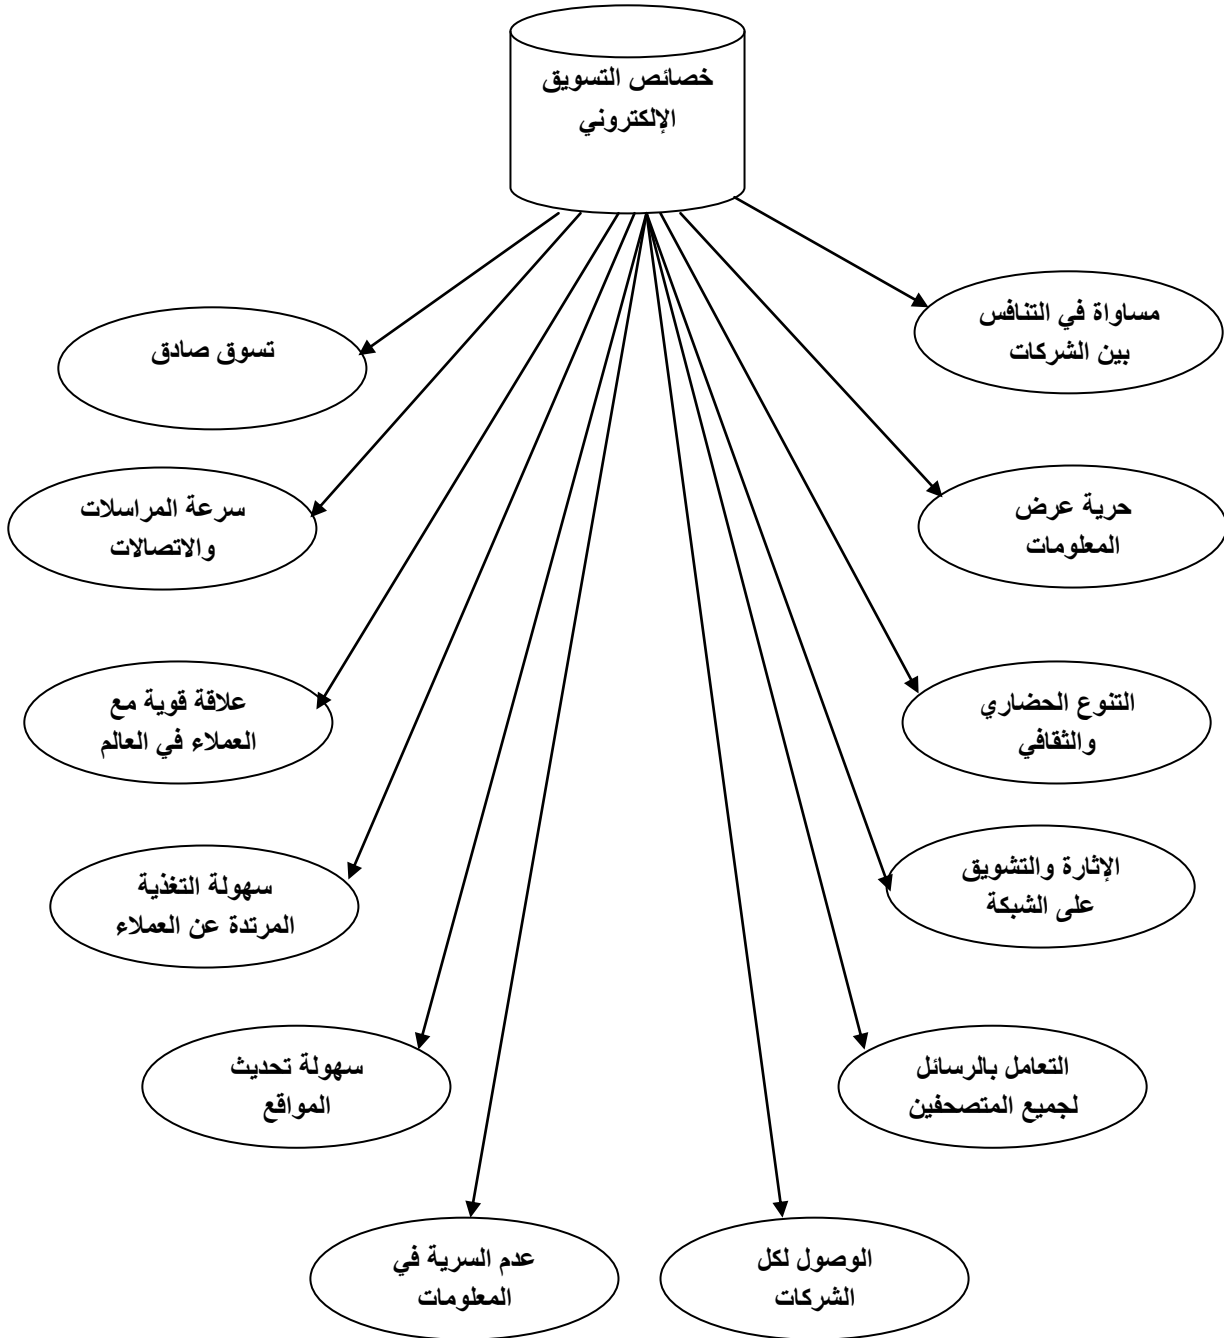 خصائص التسويق
الإلكتروني
مساواة في التنافس
بين الشركات
تسوق صادق
حرية عرض
المعلومات
سرعة المراسلات
والاتصالات
التنوع الحضاري
والثقافي
علاقة قوية مع
العملاء في العالم
الإثارة والتشويق
على الشبكة
سهولة التغذية
المرتدة عن العملاء
التعامل بالرسائل
لجميع المتصحفين
سهولة تحديث
المواقع
الوصول لكل
الشركات
عدم السرية في
المعلومات